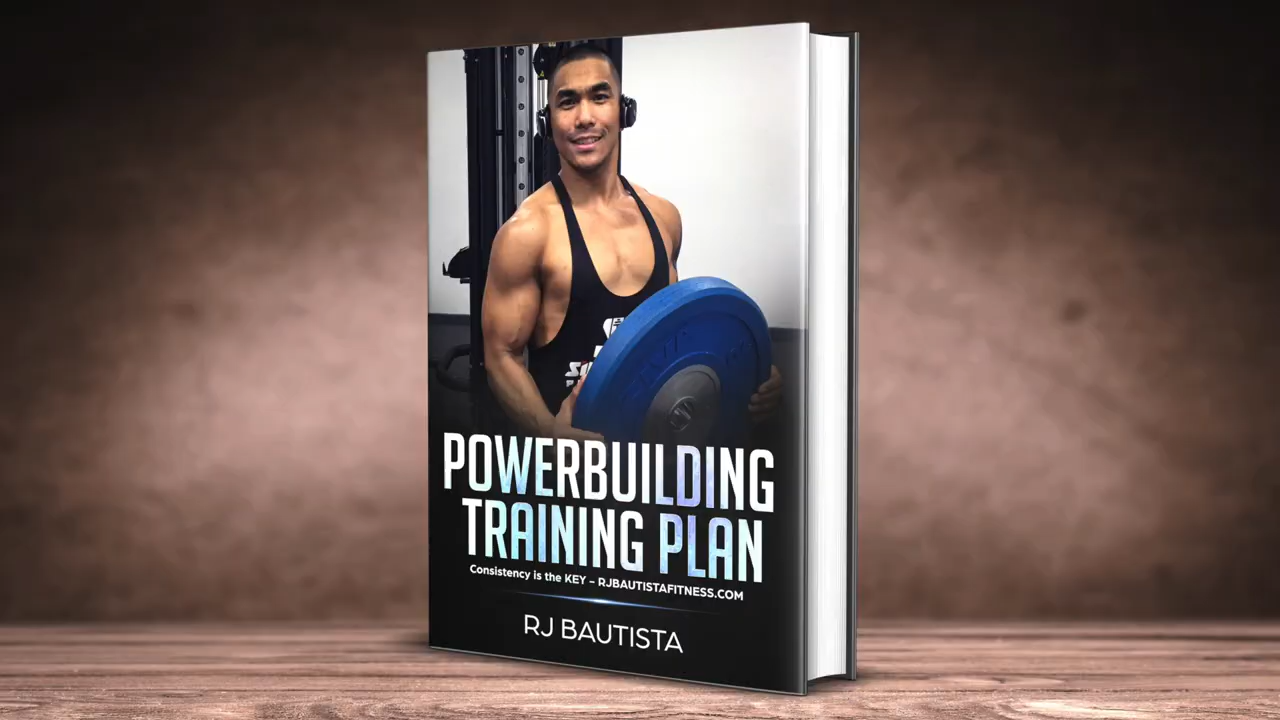 POWERBUILDING
TRAINING PLAN
Consistency is the KEY – RJBAUTISTAFITNESS.COM
RJ BAUTISTA